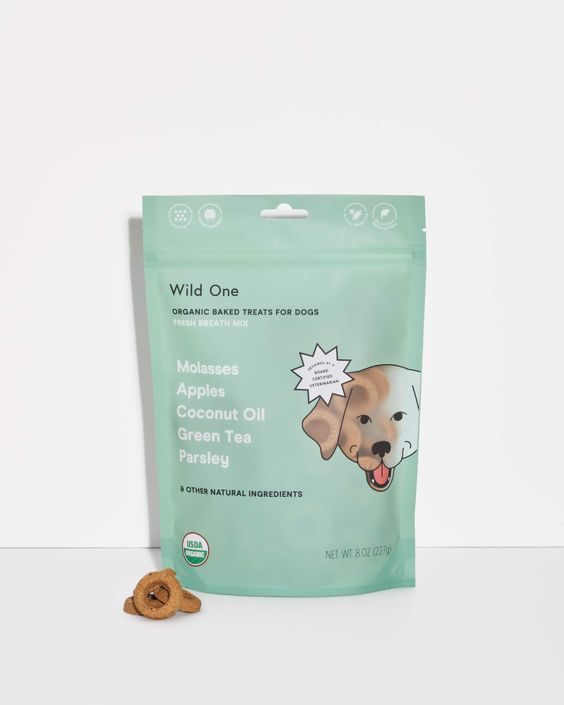 Wild One
ORGANIC BAKED TREATS FOR DOGS
FRESH BREATH MIX
Molasses
Apples
Coconut Oil
Green Tea
Parsley
& OTHER NATURAL INGREDIENTS
BOARD
CERTIFIED
VETERINARIAN
USDA
ORGANIC
NET WT 8 OZ (227g)